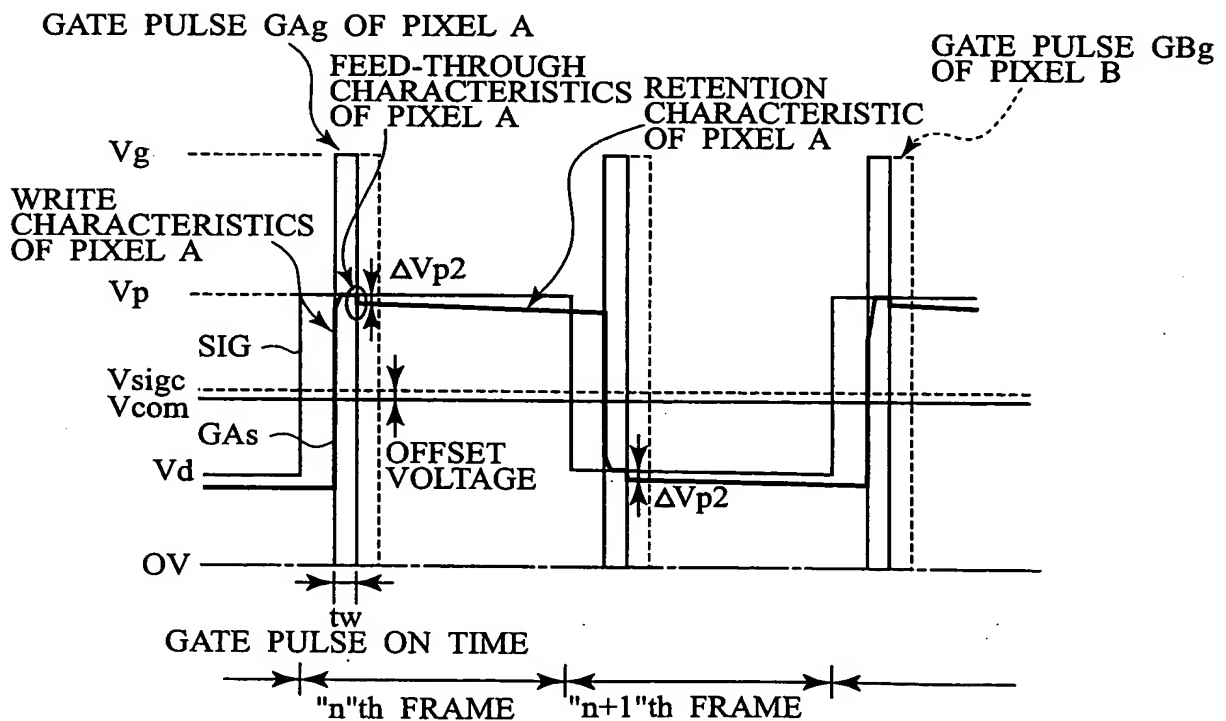 GATE PULSE GAg OF PIXEL A
FEED-THROUGH
CHARACTERISTICS
OF PIXEL A
RETENTION
CHARACTERISTIC
OF PIXEL A
GATE PULSE GBg
OF PIXEL B
Vg
WRITE
CHARACTERISTICS
OF PIXEL A
ΔVp2
Vp
SIG
Vsigc
Vcom
GAs
OFFSET
VOLTAGE
Vd
ΔVp2
OV
tw
GATE PULSE ON TIME
"n"th FRAME
"n+1"th FRAME